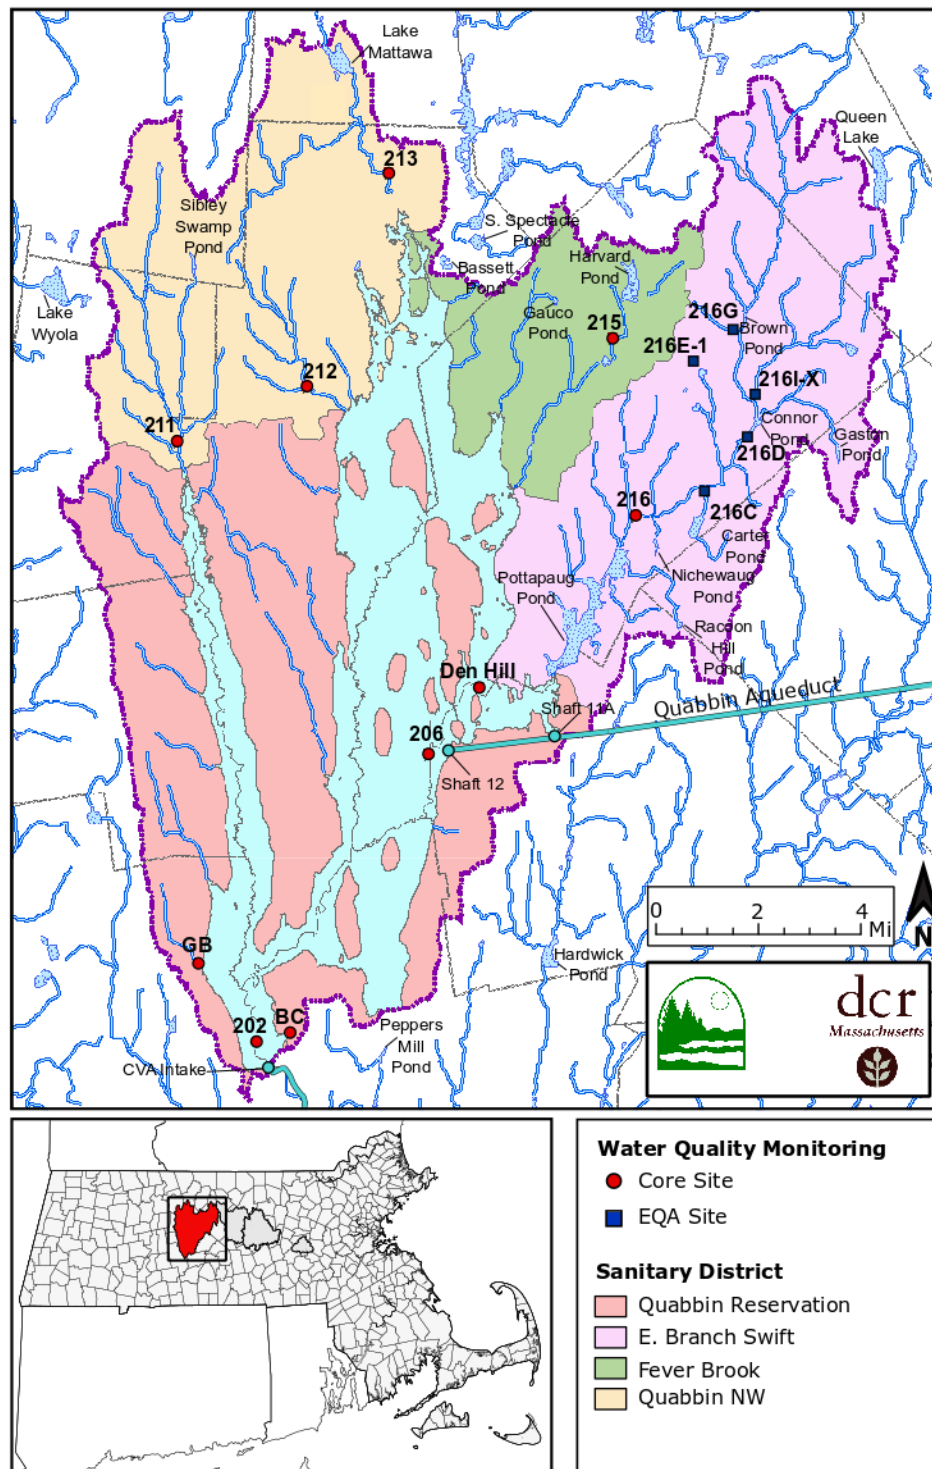 Lake
Mattawa
Queen
Lake
213
Sibley
Swamp
Pond
S. Spectacle
Pond
Harvard
Pond
Bassett
Pond
Lake
Wyola
Gauco
Pond
215
216G
Brown
Pond
216E-1
212
216I-X
Connor
Pond
211
Gaston
Pond
216D
216
216C
Carter
Pond
Pottapaug
Pond
Nichewaug
Pond
Raccoon
Hill
Pond
Den Hill
Quabbin Aqueduct
Shaft 11A
206
Shaft 12
0 2 4
Mi
N
GB
Hardwick
Pond
dcr
Massachusetts
202
BC
Peppers
Mill
Pond
CVA Intake
Water Quality Monitoring
Core Site
EQA Site
Sanitary District
Quabbin Reservation
E. Branch Swift
Fever Brook
Quabbin NW